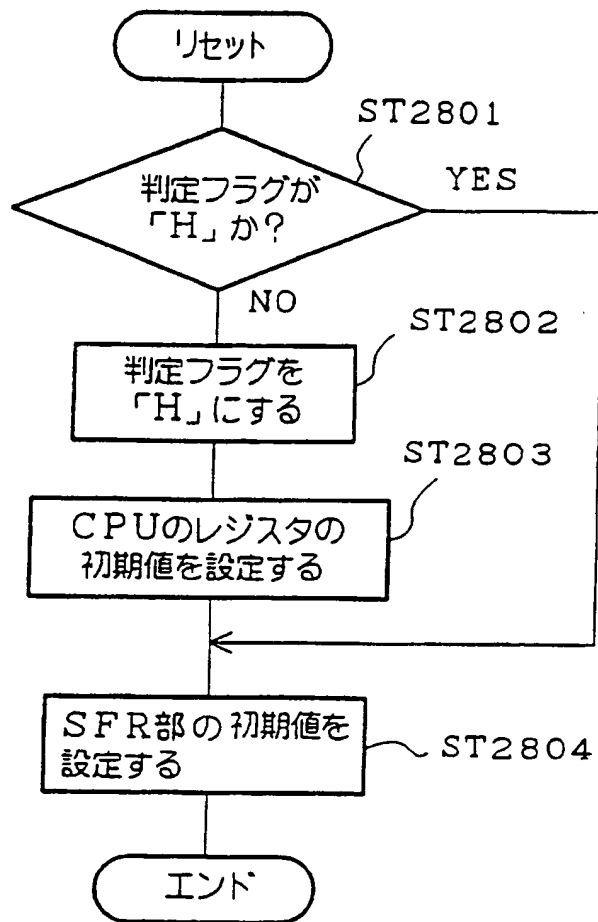 リセット
ST2801
判定フラグが
「H」か?
YES
NO
ST2802
判定フラグを
「H」にする
ST2803
CPUのレジスタの
初期値を設定する
SFR部の初期値を
設定する
ST2804
エンド